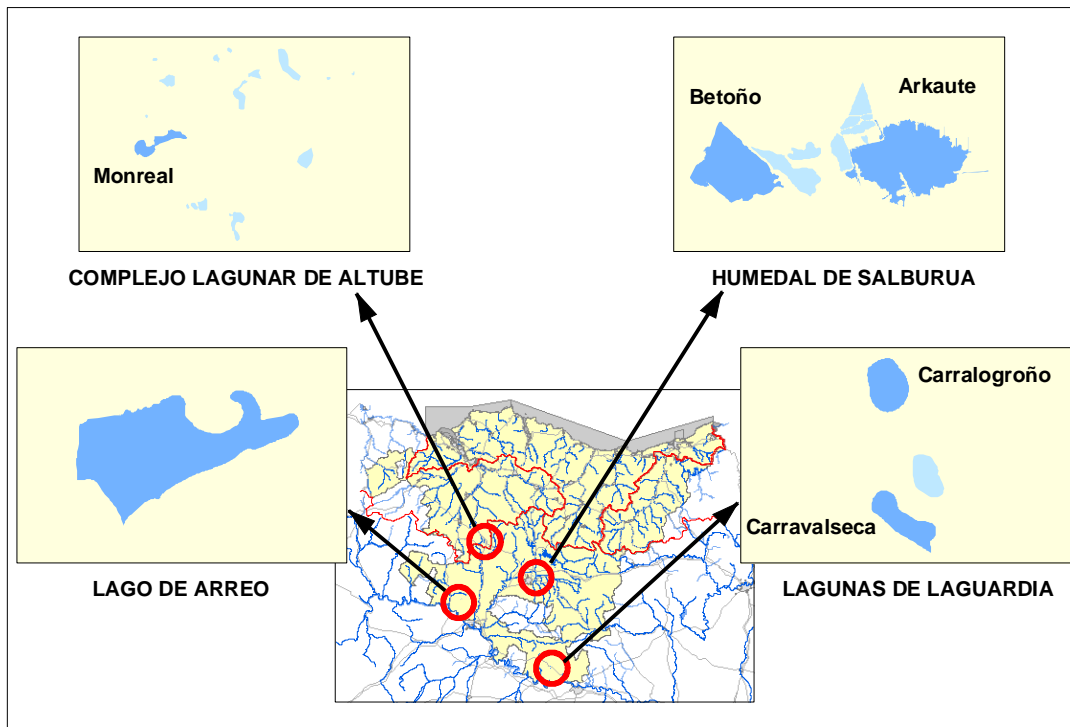 Betoño
Arkaute
Monreal
COMPLEJO LAGUNAR DE ALTUBE
HUMEDAL DE SALBURUA
Carralogroño
Carravalseca
LAGO DE ARREO
LAGUNAS DE LAGUARDIA